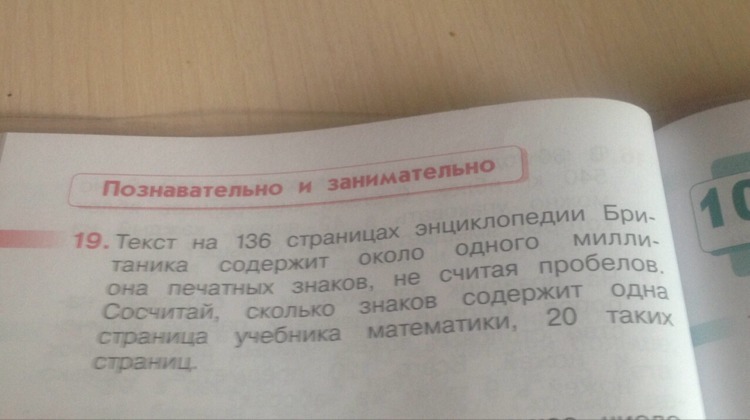 Познавательно и занимательно
19. Текст на 136 страницах энциклопедии Бри-
таника содержит около одного милли-
она печатных знаков, не считая пробелов.
Сосчитай, сколько знаков содержит одна
страница учебника математики, 20 таких
страниц.
10